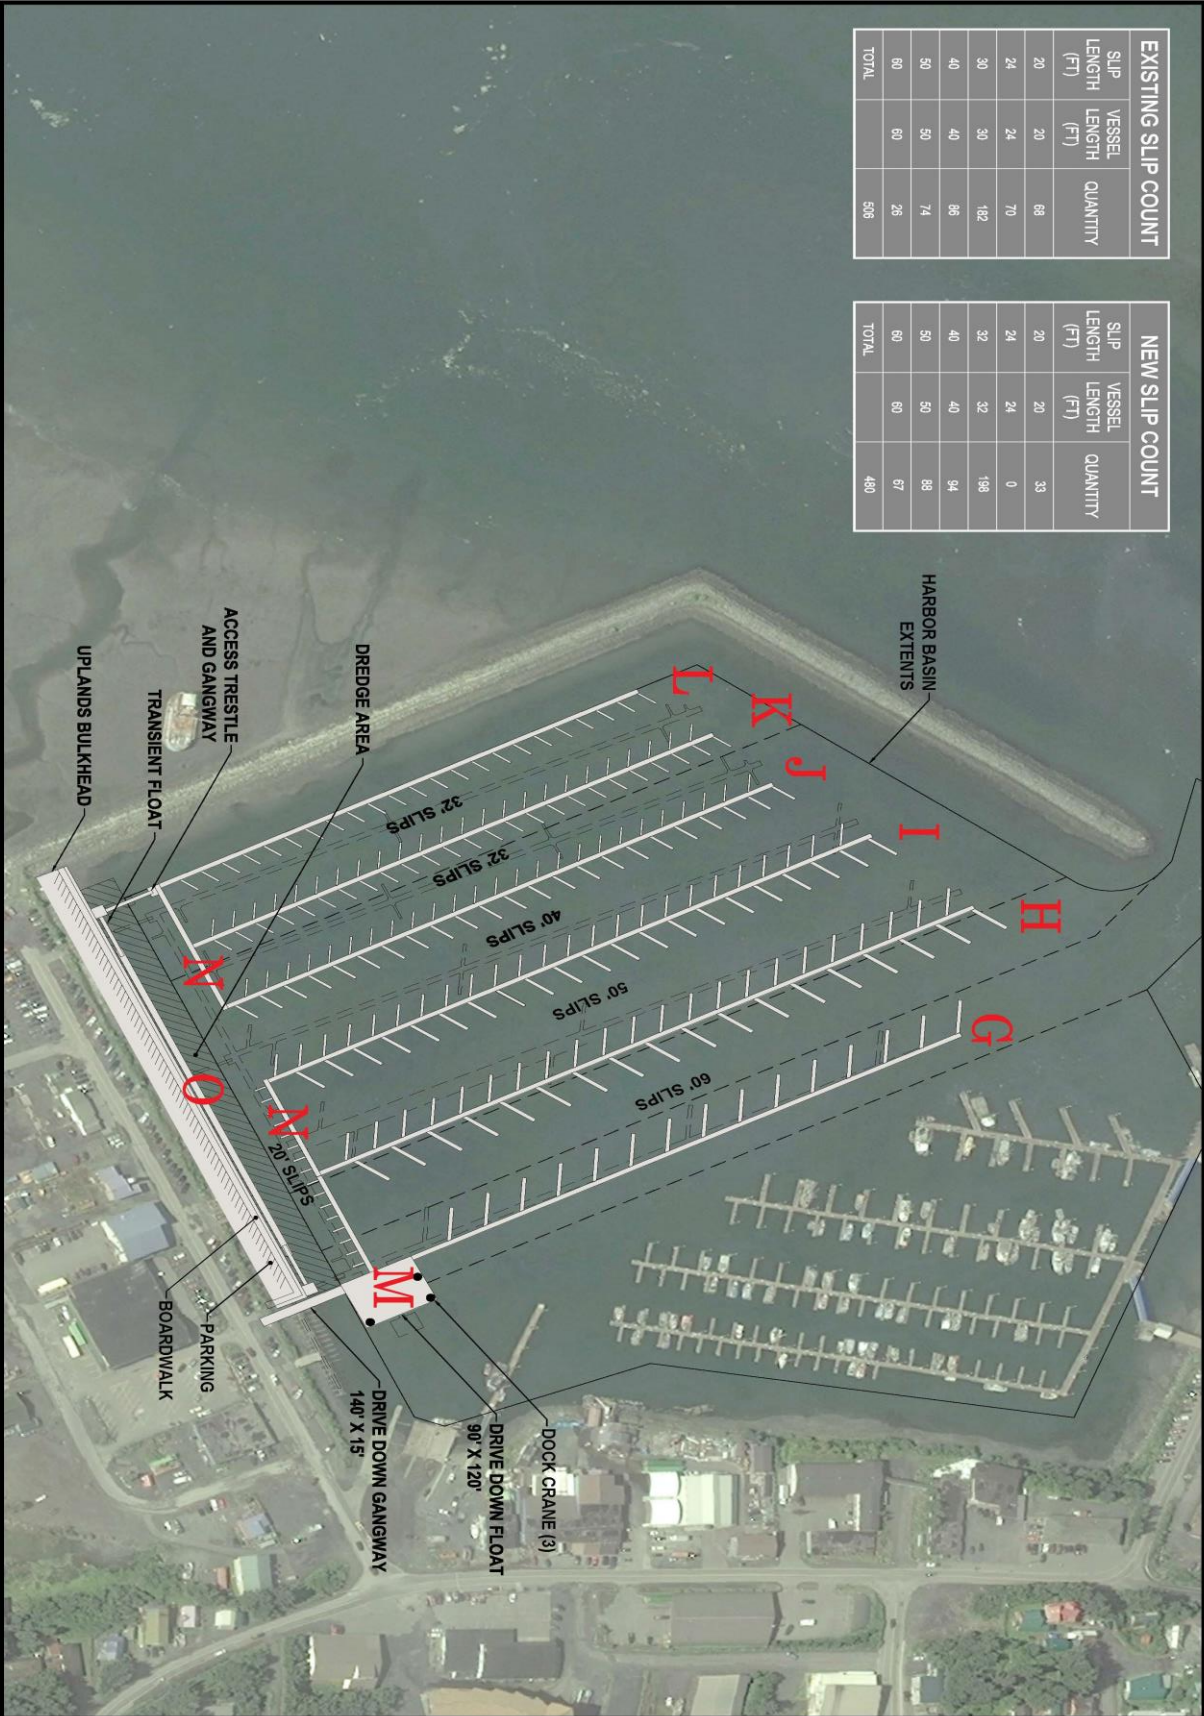 EXISTING SLIP COUNT
SLIP LENGTH (FT) VESSEL LENGTH (FT) QUANTITY
20 20 68
24 24 70
30 30 182
40 40 86
50 50 74
60 60 26
TOTAL 506
NEW SLIP COUNT
SLIP LENGTH (FT) VESSEL LENGTH (FT) QUANTITY
20 20 33
24 24 0
32 32 198
40 40 94
50 50 88
60 60 67
TOTAL 480
HARBOR BASIN
EXTENTS
L
K
J
I
H
G
32' SLIPS
32' SLIPS
40' SLIPS
50' SLIPS
60' SLIPS
20' SLIPS
N
N
O
M
DREDGE AREA
ACCESS TRESTLE
AND GANGWAY
TRANSIENT FLOAT
UPLANDS BULKHEAD
DOCK CRANE (3)
DRIVE DOWN FLOAT
90' X 120'
DRIVE DOWN GANGWAY
140' X 15'
PARKING
BOARDWALK